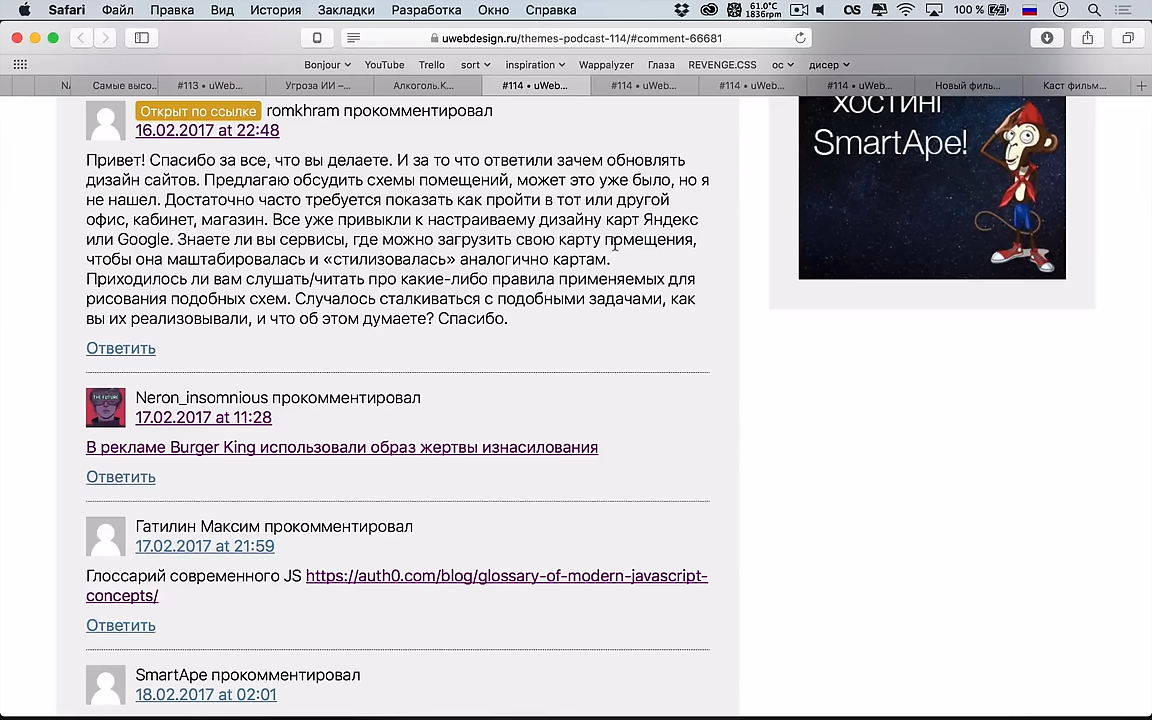 Safari Файл Правка Вид История Закладки Разработка Окно Справка 61.0°C 1836rpm 100 %
uwebdesign.ru/themes-podcast-114/#comment-66681
Bonjour YouTube Trello sort inspiration Wappalyzer Глаза REVENGE.CSS ос дисер
Самые высо... #113 • uWeb... Угроза ИИ –... Алкоголь.К... #114 • uWeb... #114 • uWeb... #114 • uWeb... #114 • uWeb... Новый филь... Каст фильм...
хостинг
SmartApe!
Открыт по ссылке romkhram прокомментировал
16.02.2017 at 22:48
Привет! Спасибо за все, что вы делаете. И за то что ответили зачем обновлять
дизайн сайтов. Предлагаю обсудить схемы помещений, может это уже было, но я
не нашел. Достаточно часто требуется показать как пройти в тот или другой
офис, кабинет, магазин. Все уже привыкли к настраиваему дизайну карт Яндекс
или Google. Знаете ли вы сервисы, где можно загрузить свою карту прмещения,
чтобы она маштабировалась и «стилизовалась» аналогично картам.
Приходилось ли вам слушать/читать про какие-либо правила применяемых для
рисования подобных схем. Случалось сталкиваться с подобными задачами, как
вы их реализовывали, и что об этом думаете? Спасибо.
Ответить
Neron_insomnious прокомментировал
17.02.2017 at 11:28
В рекламе Burger King использовали образ жертвы изнасилования
Ответить
Гатилин Максим прокомментировал
17.02.2017 at 21:59
Глоссарий современного JS https://auth0.com/blog/glossary-of-modern-javascript-
concepts/
Ответить
SmartApe прокомментировал
18.02.2017 at 02:01